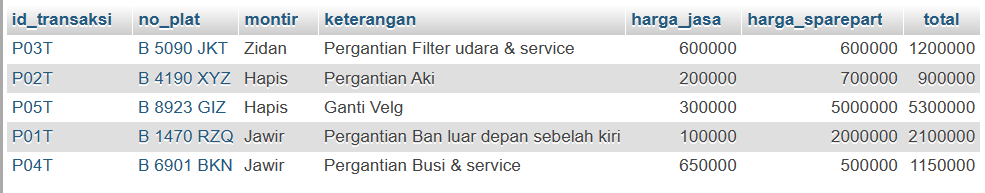 id_transaksi no_plat montir keterangan harga_jasa harga_sparepart total
P03T B 5090 JKT Zidan Pergantian Filter udara & service 600000 600000 1200000
P02T B 4190 XYZ Hapis Pergantian Aki 200000 700000 900000
P05T B 8923 GIZ Hapis Ganti Velg 300000 5000000 5300000
P01T B 1470 RZQ Jawir Pergantian Ban luar depan sebelah kiri 100000 2000000 2100000
P04T B 6901 BKN Jawir Pergantian Busi & service 650000 500000 1150000